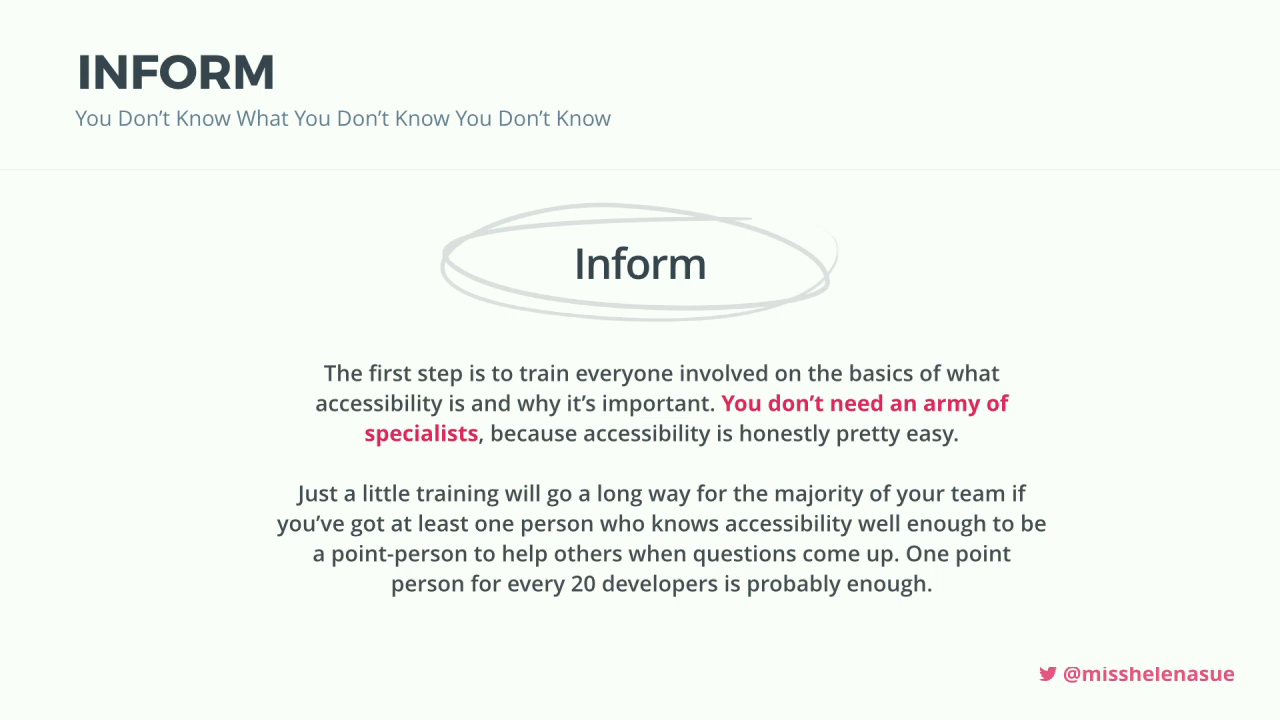 INFORM
You Don’t Know What You Don’t Know You Don’t Know
Inform
The first step is to train everyone involved on the basics of what
accessibility is and why it’s important. You don’t need an army of
specialists, because accessibility is honestly pretty easy.
Just a little training will go a long way for the majority of your team if
you’ve got at least one person who knows accessibility well enough to be
a point-person to help others when questions come up. One point
person for every 20 developers is probably enough.
@misshelenasue